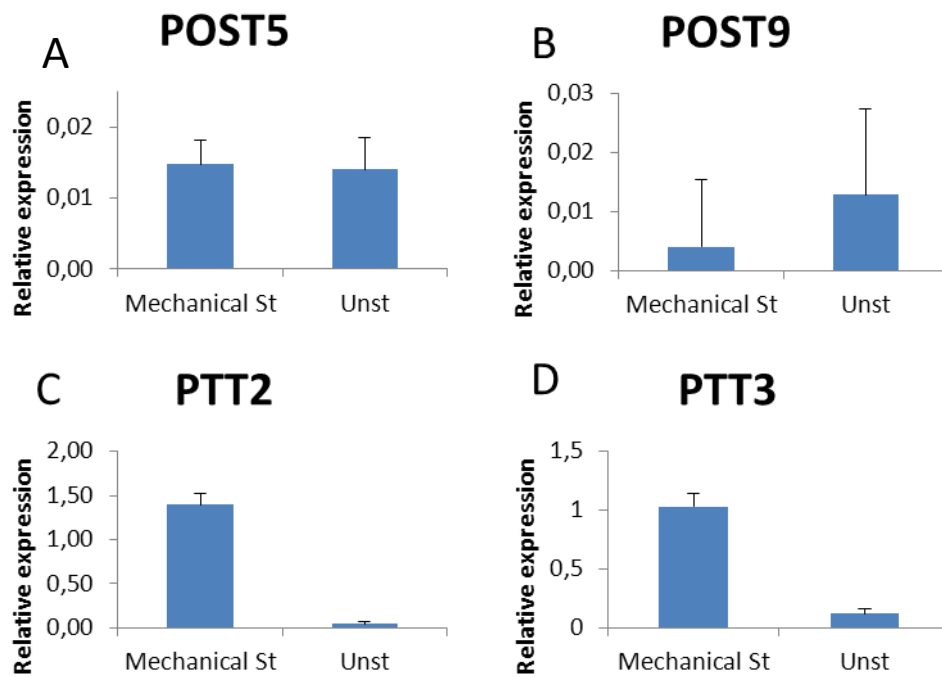 A
POST5
Relative expression
0,02
0,01
0,00
Mechanical St
Unst
B
POST9
Relative expression
0,03
0,02
0,01
0,00
Mechanical St
Unst
C
PTT2
Relative expression
2,00
1,50
1,00
0,50
0,00
Mechanical St
Unst
D
PTT3
Relative expression
1,5
1
0,5
0
Mechanical St
Unst